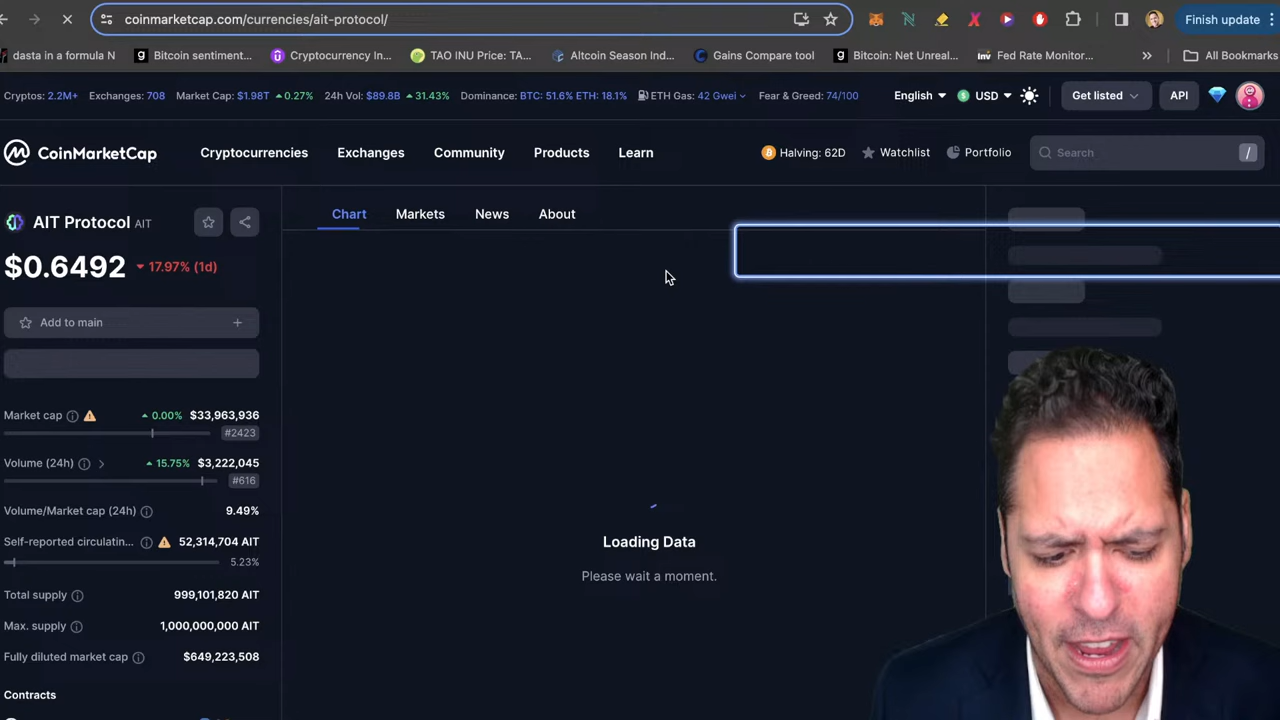 coinmarketcap.com/currencies/ait-protocol/
Finish update
dasta in a formula N
Bitcoin sentiment...
Cryptocurrency In...
TAO INU Price: TA...
Altcoin Season Ind...
Gains Compare tool
Bitcoin: Net Unreal...
Inv Fed Rate Monitor...
»
All Bookmarks
Cryptos: 2.2M+ Exchanges: 708 Market Cap: $1.98T 0.27% 24h Vol: $89.8B 31.43% Dominance: BTC: 51.6% ETH: 18.1% ETH Gas: 42 Gwei Fear & Greed: 74/100
English
USD
Get listed
API
CoinMarketCap
Cryptocurrencies
Exchanges
Community
Products
Learn
Halving: 62D
Watchlist
Portfolio
Search
/
AIT Protocol AIT
$0.6492 17.97% (1d)
Add to main +
Market cap 0.00% $33,963,936
#2423
Volume (24h) 15.75% $3,222,045
#616
Volume/Market cap (24h) 9.49%
Self-reported circulatin... 52,314,704 AIT
5.23%
Total supply 999,101,820 AIT
Max. supply 1,000,000,000 AIT
Fully diluted market cap $649,223,508
Contracts
Chart
Markets
News
About
Loading Data
Please wait a moment.